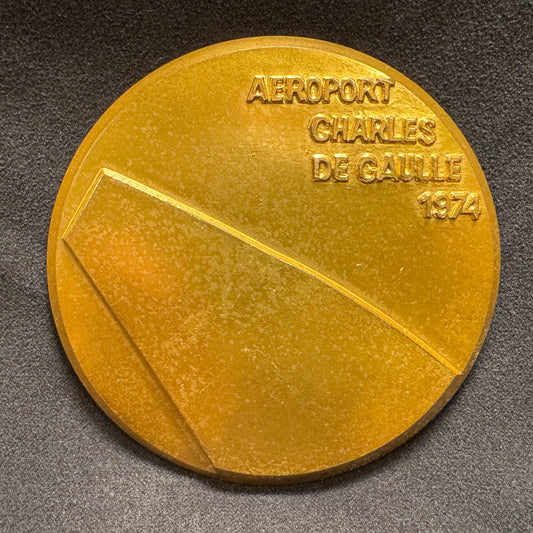 AEROPORT
CHARLES
DE GAULLE
1974